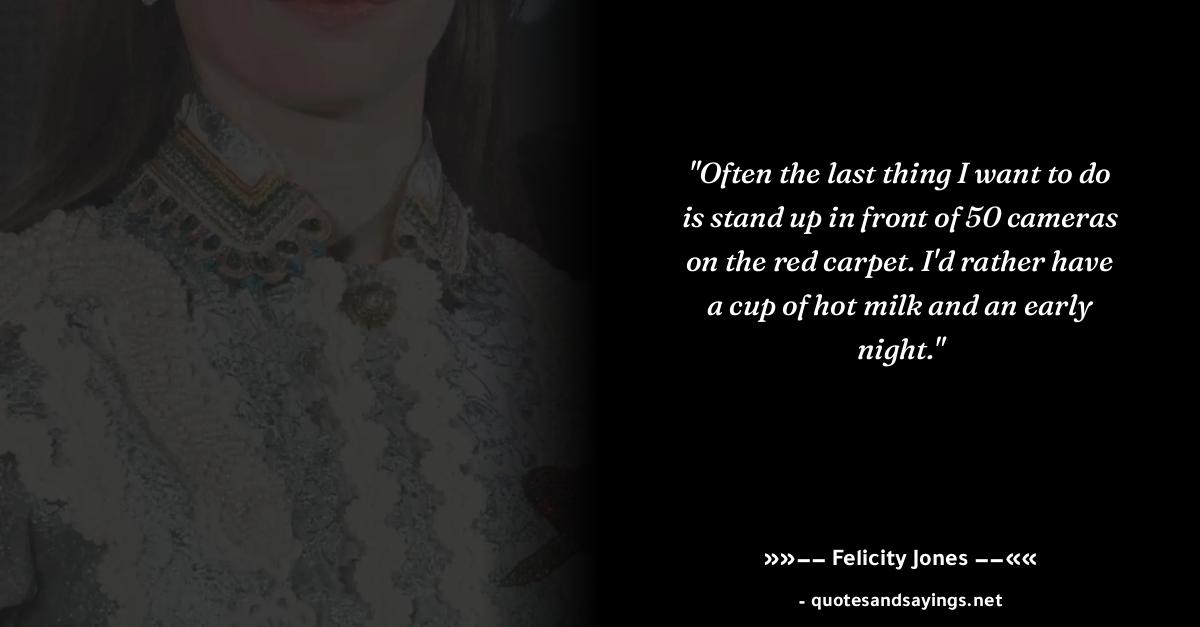 "Often the last thing I want to do
is stand up in front of 50 cameras
on the red carpet. I'd rather have
a cup of hot milk and an early
night."
»»−− Felicity Jones −−««
- quotesandsayings.net